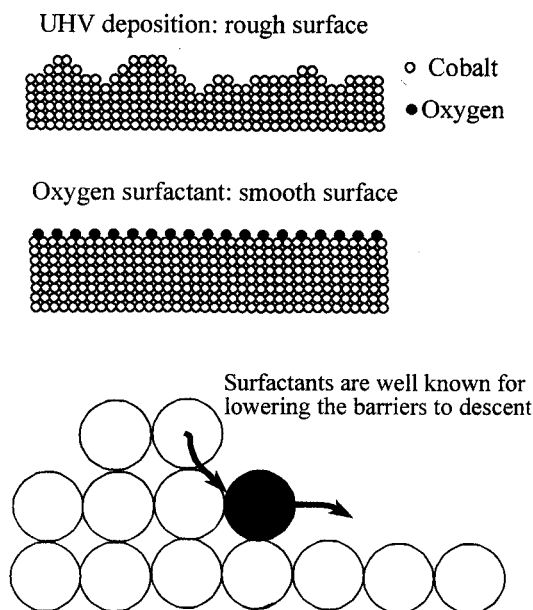 UHV deposition: rough surface
Cobalt
Oxygen
Oxygen surfactant: smooth surface
Surfactants are well known for
lowering the barriers to descent